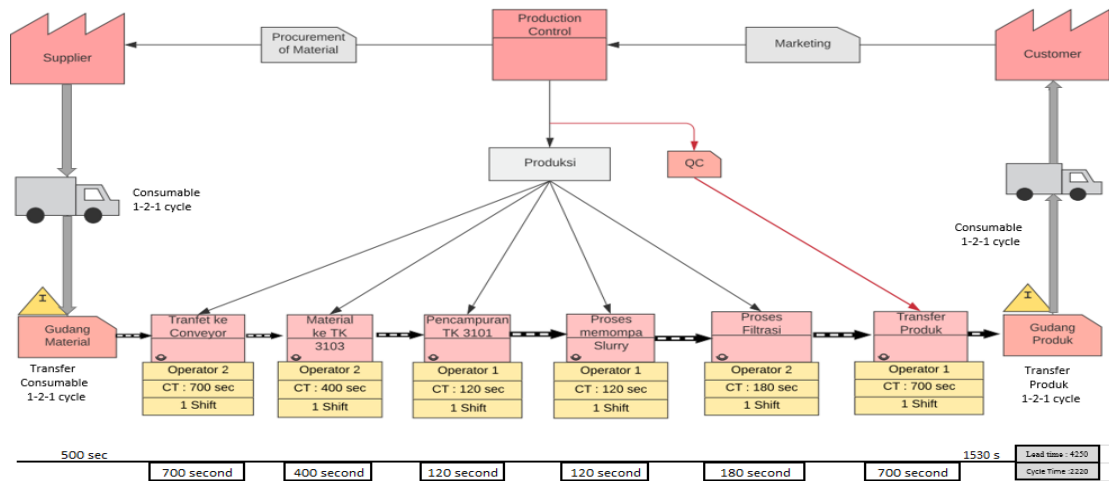 Supplier
Procurement
of Material
Production
Control
Marketing
Customer
Produksi
QC
Consumable
1-2-1 cycle
Consumable
1-2-1 cycle
I
Gudang
Material
Transfer
Consumable
1-2-1 cycle
Tranfet ke
Conveyor
Operator 2
CT : 700 sec
1 Shift
Material
ke TK
3103
Operator 2
CT : 400 sec
1 Shift
Pencampuran
TK 3101
Operator 1
CT : 120 sec
1 Shift
Proses
memompa
Slurry
Operator 1
CT : 120 sec
1 Shift
Proses
Filtrasi
Operator 2
CT : 180 sec
1 Shift
Transfer
Produk
Operator 1
CT : 700 sec
1 Shift
I
Gudang
Produk
Transfer
Produk
1-2-1 cycle
500 sec
700 second
400 second
120 second
120 second
180 second
700 second
1530 s
Lead time : 4250
Cycle Time :2220